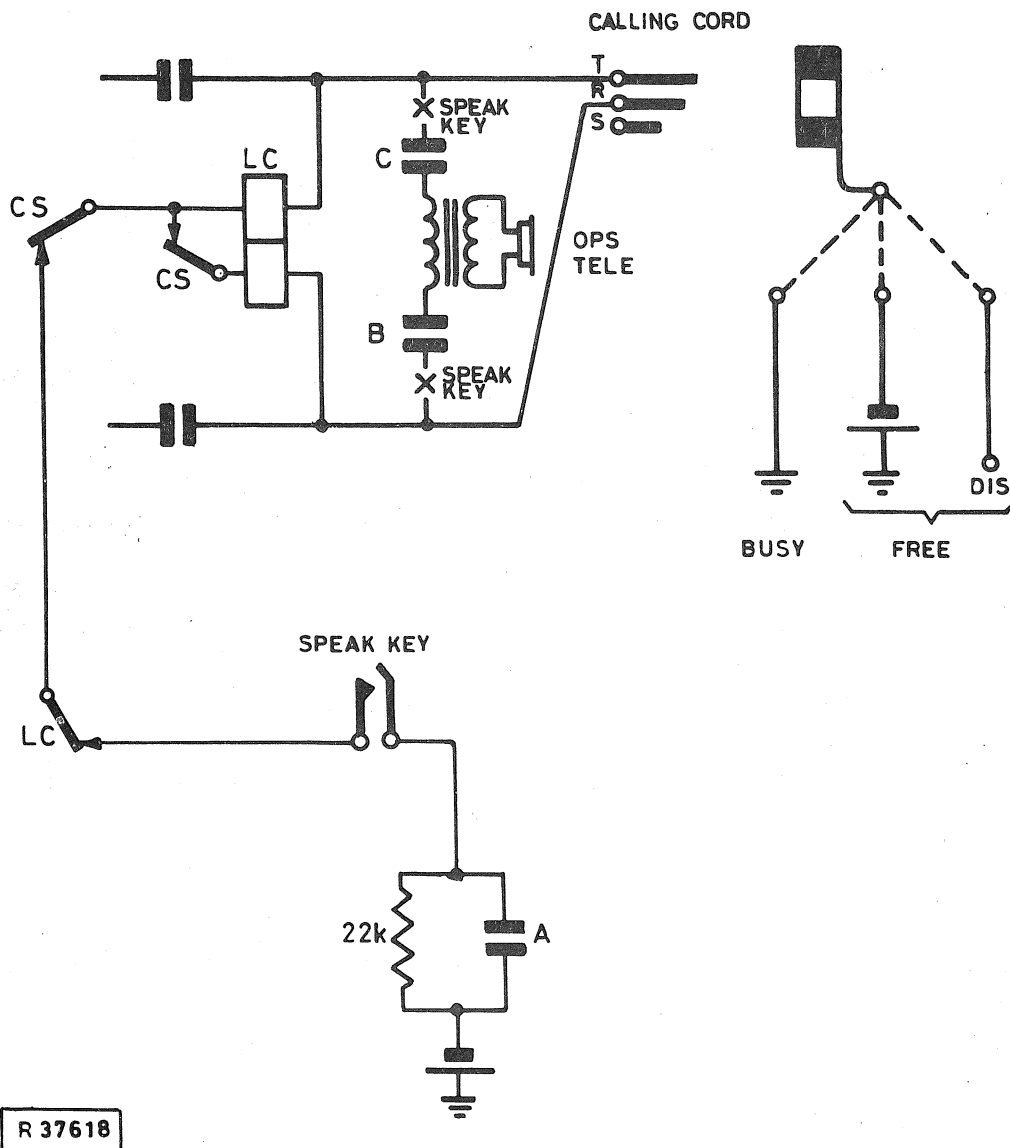 CALLING CORD
T
R
S
SPEAK
KEY
C
LC
CS
CS
OPS
TELE
B
SPEAK
KEY
DIS
BUSY
FREE
SPEAK KEY
LC
22k
A
R 37618